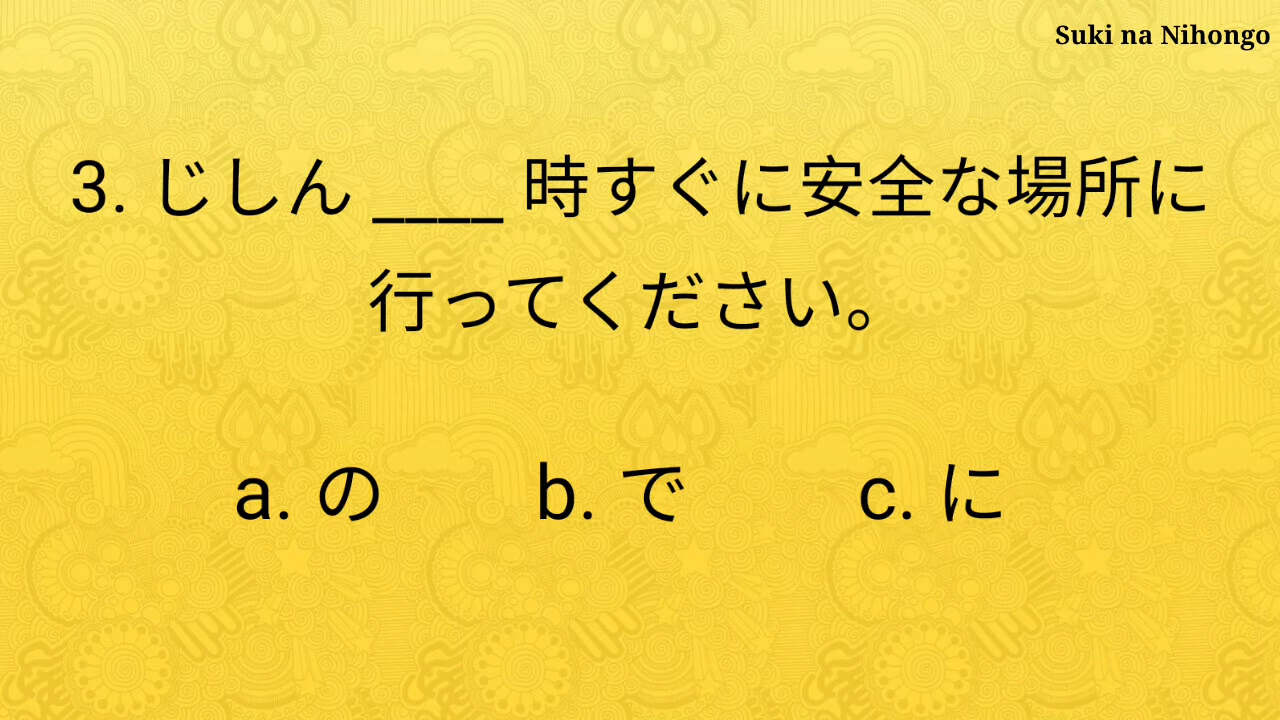 Suki na Nihongo
3. じしん ____ 時すぐに安全な場所に
行ってください。
a. の b. で c. に